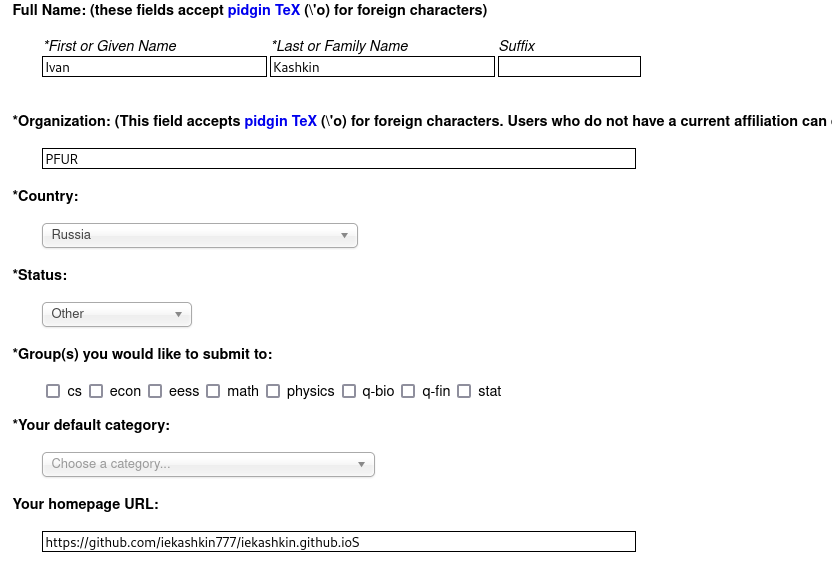 Full Name: (these fields accept pidgin TeX (\'o) for foreign characters)
*First or Given Name *Last or Family Name Suffix
Ivan Kashkin
*Organization: (This field accepts pidgin TeX (\'o) for foreign characters. Users who do not have a current affiliation can
PFUR
*Country:
Russia
*Status:
Other
*Group(s) you would like to submit to:
cs econ eess math physics q-bio q-fin stat
*Your default category:
Choose a category...
Your homepage URL:
https://github.com/iekashkin777/iekashkin.github.ioS